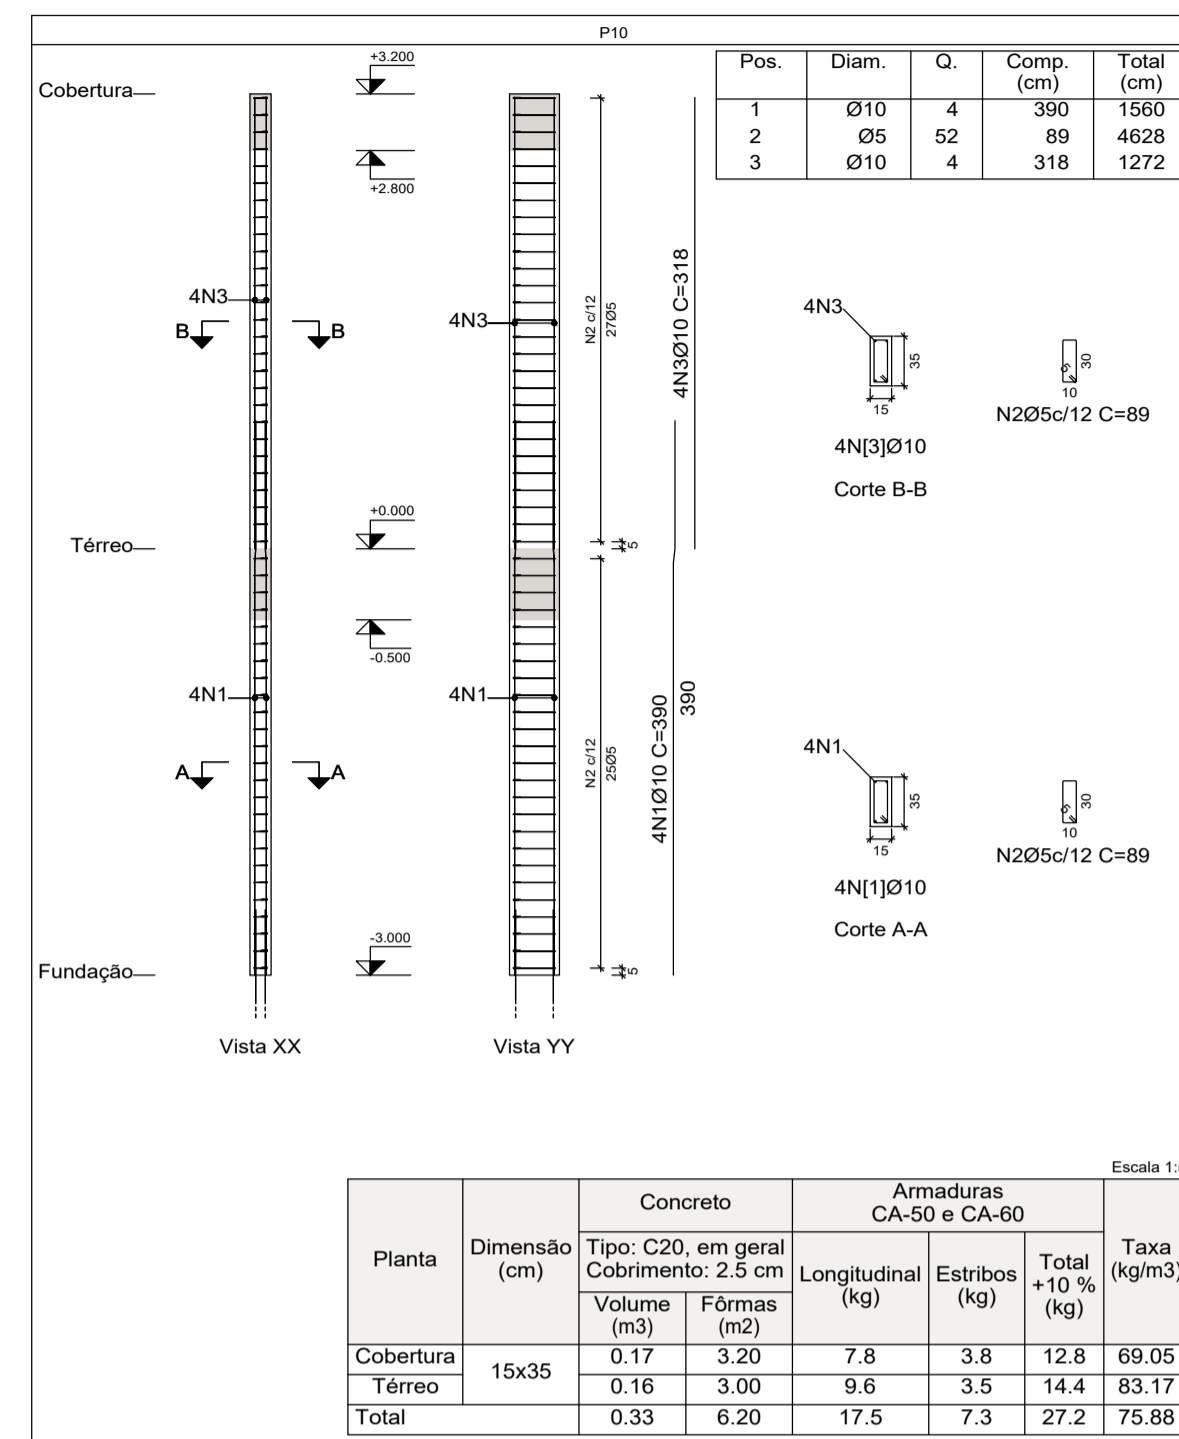 P10
Pos. Diam. Q. Comp. (cm) Total (cm)
1 Ø10 4 390 1560
2 Ø5 52 89 4628
3 Ø10 4 318 1272
Cobertura
+3.200
+2.800
4N3
B B
4N3
N2 c/12
27Ø5
4N3Ø10 C=318
4N3
35
15
4N[3]Ø10
Corte B-B
30
10
N2Ø5c/12 C=89
Térreo
+0.000
5
-0.500
4N1
A A
4N1
N2 c/12
25Ø5
4N1Ø10 C=390
390
4N1
35
15
4N[1]Ø10
Corte A-A
30
10
N2Ø5c/12 C=89
Fundação
-3.000
5
Vista XX
Vista YY
Escala
Planta
Dimensão (cm)
Concreto
Tipo: C20, em geral
Cobrimento: 2.5 cm
Volume (m3)
Fôrmas (m2)
Armaduras
CA-50 e CA-60
Longitudinal (kg)
Estribos (kg)
Total +10 % (kg)
Taxa (kg/m3)
Cobertura 15x35 0.17 3.20 7.8 3.8 12.8 69.05
Térreo 0.16 3.00 9.6 3.5 14.4 83.17
Total 0.33 6.20 17.5 7.3 27.2 75.88